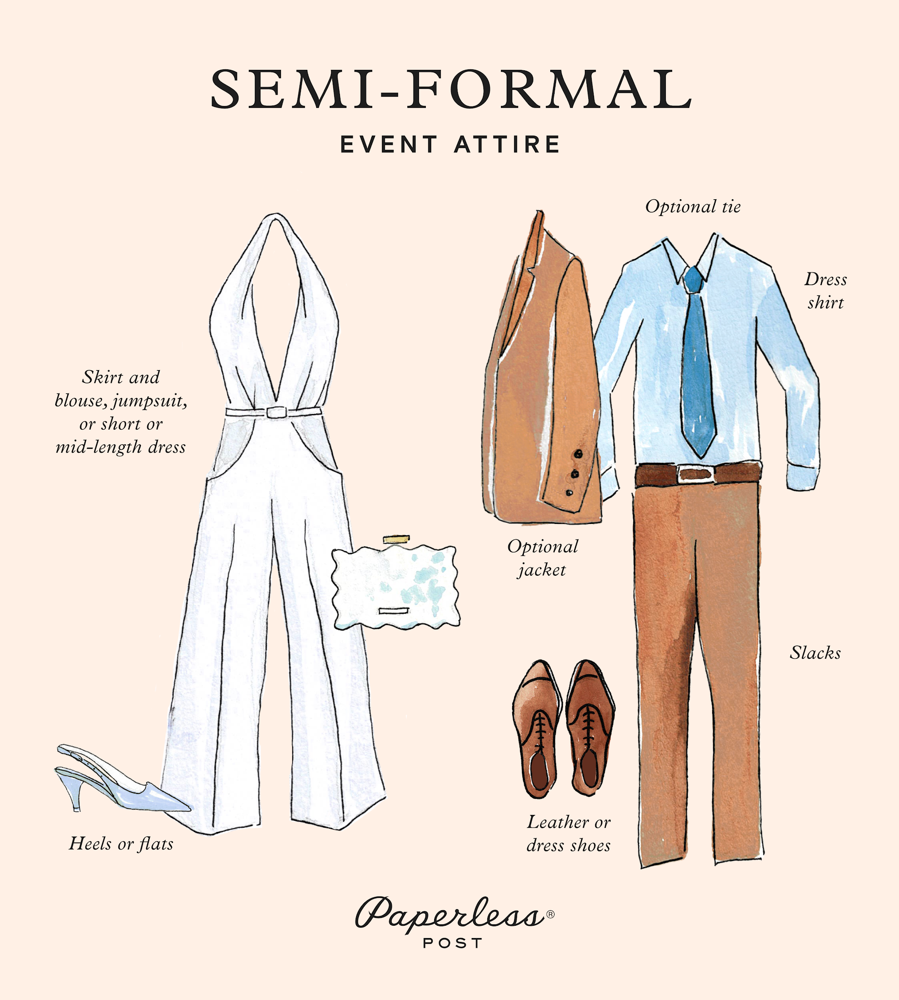 SEMI-FORMAL
EVENT ATTIRE
Skirt and
blouse, jumpsuit,
or short or
mid-length dress
Heels or flats
Optional tie
Dress
shirt
Optional
jacket
Slacks
Leather or
dress shoes
Paperless®
POST